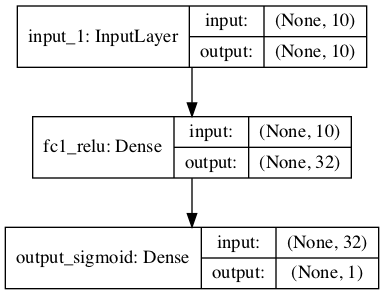 input_1: InputLayer
input: (None, 10)
output: (None, 10)
fc1_relu: Dense
input: (None, 10)
output: (None, 32)
output_sigmoid: Dense
input: (None, 32)
output: (None, 1)